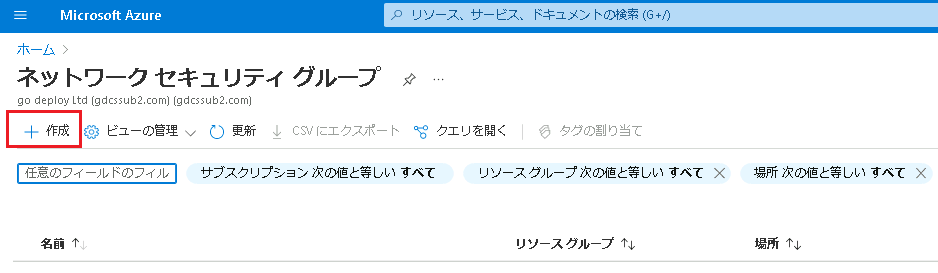 Microsoft Azure リソース、サービス、ドキュメントの検索 (G+/)
ホーム >
ネットワーク セキュリティ グループ ...
go deploy Ltd (gdcssub2.com) (gdcssub2.com)
+ 作成 ビューの管理 更新 CSV にエクスポート クエリを開く タグの割り当て
任意のフィールドのフィル サブスクリプション 次の値と等しい すべて リソース グループ 次の値と等しい すべて 場所 次の値と等しい すべて
名前 ↑↓ リソース グループ ↑↓ 場所 ↑↓